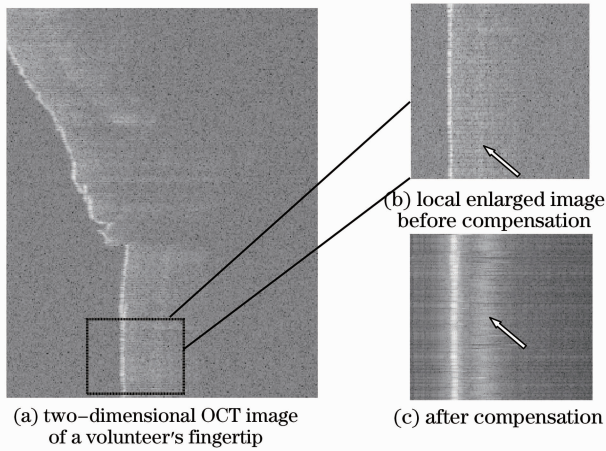 (b) local enlarged image
before compensation
(a) two-dimensional OCT image
of a volunteer's fingertip
(c) after compensation